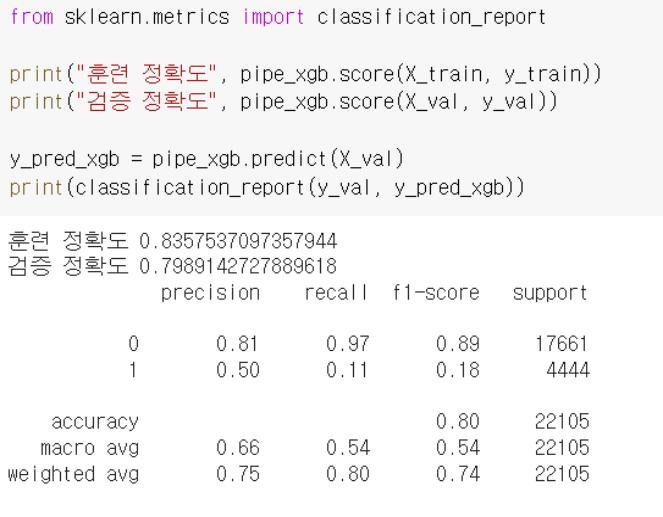 from sklearn.metrics import classification_report
print("훈련 정확도", pipe_xgb.score(X_train, y_train))
print("검증 정확도", pipe_xgb.score(X_val, y_val))
y_pred_xgb = pipe_xgb.predict(X_val)
print(classification_report(y_val, y_pred_xgb))
훈련 정확도 0.8357537097357944
검증 정확도 0.7989142727889618
precision recall f1-score support
0 0.81 0.97 0.89 17661
1 0.50 0.11 0.18 4444
accuracy 0.80 22105
macro avg 0.66 0.54 0.54 22105
weighted avg 0.75 0.80 0.74 22105